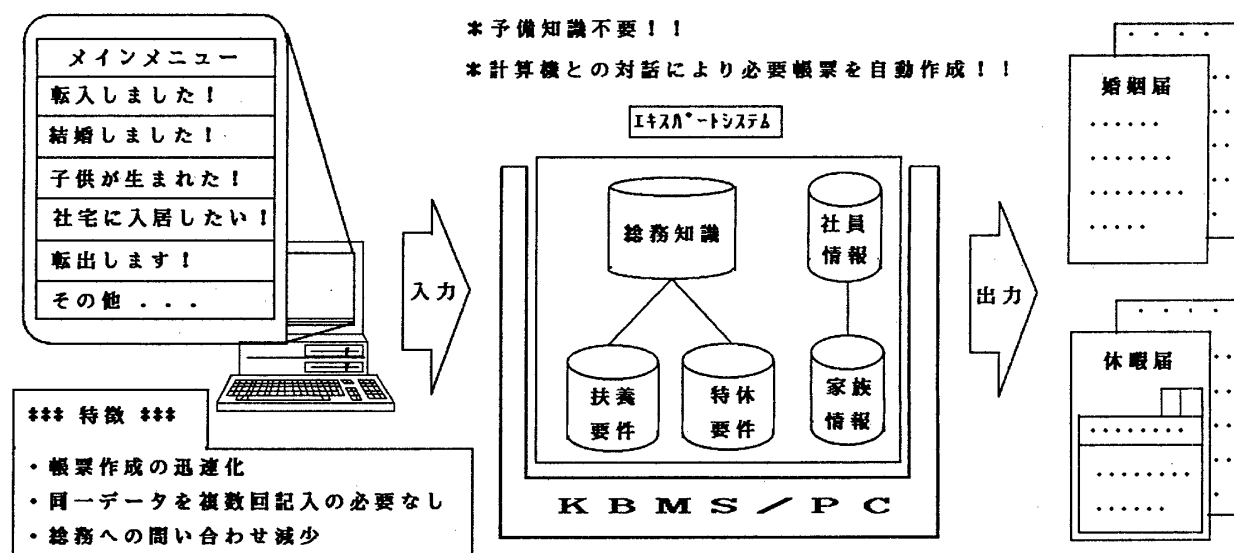 メインメニュー
転入しました！
結婚しました！
子供が生まれた！
社宅に入居したい！
転出します！
その他 . . .
*予備知識不要！！
*計算機との対話により必要帳票を自動作成！！
ｴｷｽﾊﾟｰﾄｼｽﾃﾑ
入力
総務知識
社員
情報
扶養
要件
特休
要件
家族
情報
KBMS／PC
出力
婚姻届
休暇届
*** 特徴 ***
・帳票作成の迅速化
・同一データを複数回記入の必要なし
・総務への問い合わせ減少